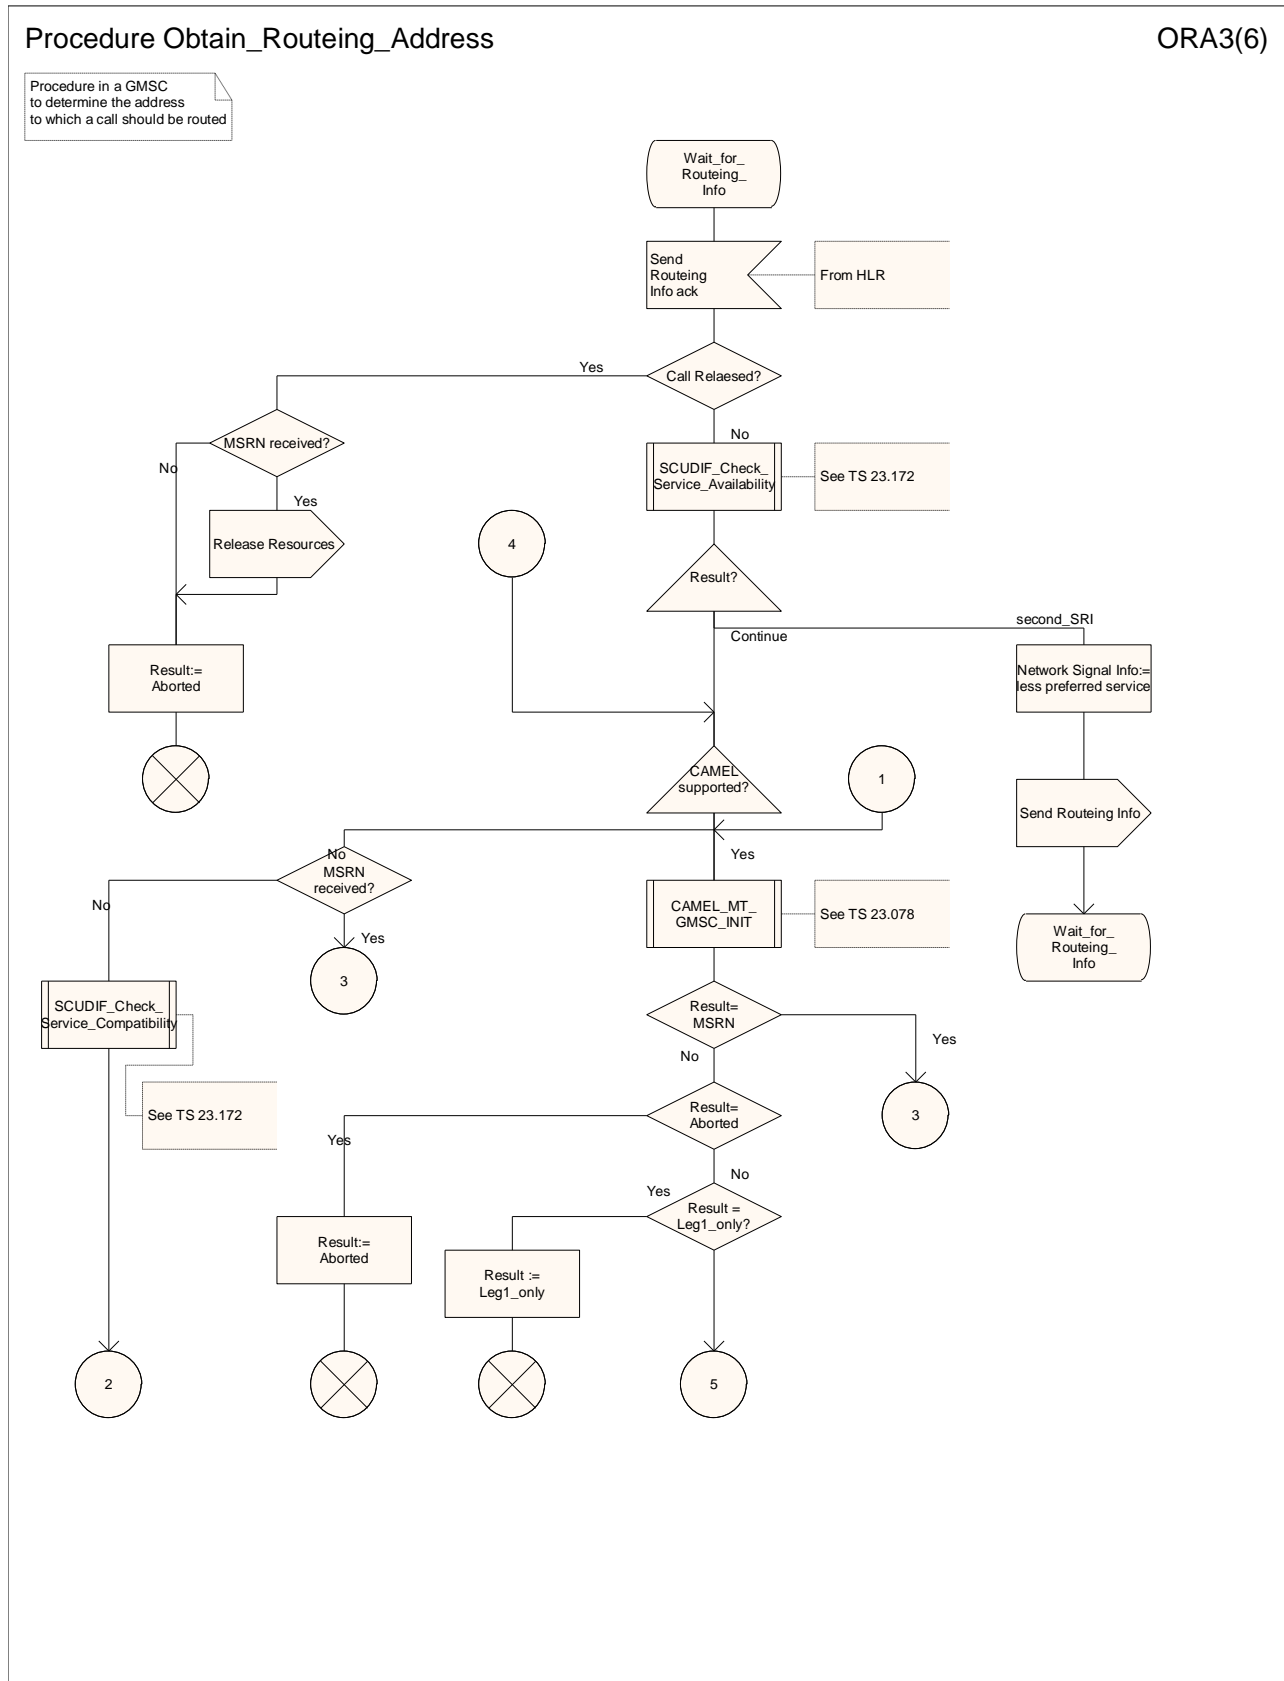 Procedure Obtain_Routeing_Address
ORA3(6)
Procedure in a GMSC
to determine the address
to which a call should be routed
Wait_for_
Routeing_
Info
Send
Routeing
Info ack
From HLR
Yes
Call Relaesed?
MSRN received?
No
No
SCUDIF_Check_
Service_Availability
See TS 23.172
Yes
Release Resources
4
Result?
second_SRI
Continue
Result:=
Aborted
Network Signal Info:=
less preferred service
CAMEL
supported?
1
Send Routeing Info
No
Yes
MSRN
received?
No
CAMEL_MT_
GMSC_INIT
See TS 23.078
Yes
Wait_for_
Routeing_
Info
3
SCUDIF_Check_
Service_Compatibility
Result=
MSRN
Yes
No
See TS 23.172
Result=
Aborted
3
Yes
No
Yes
Result =
Leg1_only?
Result:=
Aborted
Result :=
Leg1_only
2
5